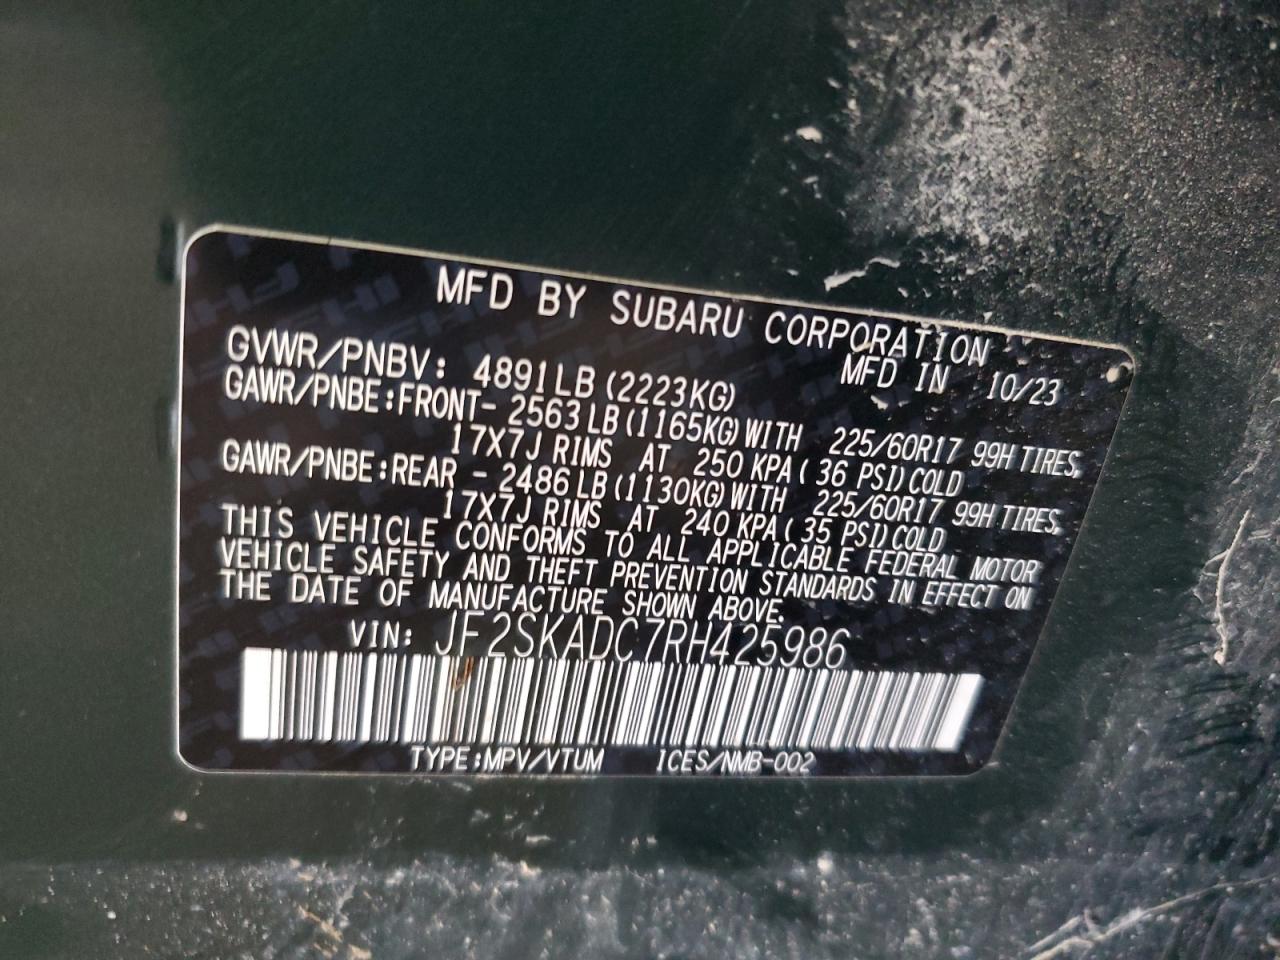 MFD BY SUBARU CORPORATION
GVWR/PNBV: 4891LB (2223KG) MFD IN 10/23
GAWR/PNBE:FRONT- 2563 LB (1165KG) WITH 225/60R17 99H TIRES,
17X7J RIMS AT 250 KPA ( 36 PSI) COLD
GAWR/PNBE:REAR - 2486 LB (1130KG) WITH 225/60R17 99H TIRES,
17X7J RIMS AT 240 KPA ( 35 PSI) COLD
THIS VEHICLE CONFORMS TO ALL APPLICABLE FEDERAL MOTOR
VEHICLE SAFETY AND THEFT PREVENTION STANDARDS IN EFFECT ON
THE DATE OF MANUFACTURE SHOWN ABOVE.
VIN: JF2SKADC7RH425986
TYPE:MPV/VTUM ICES/NMB-002